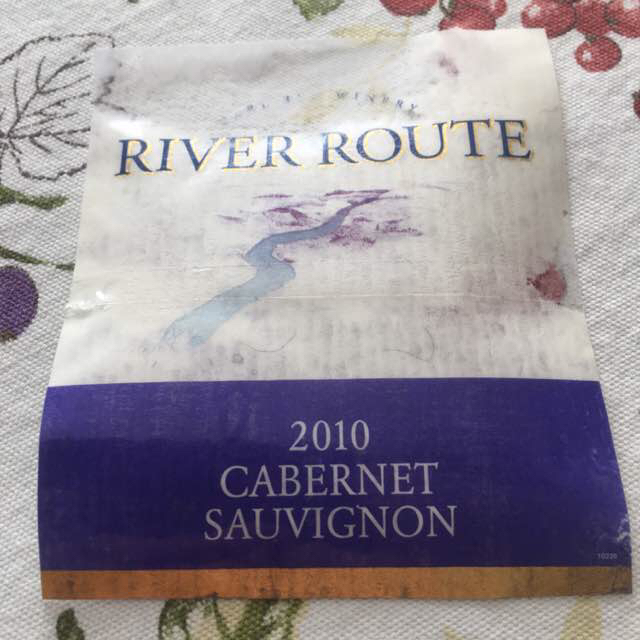 WINERY
RIVER ROUTE
2010
CABERNET
SAUVIGNON